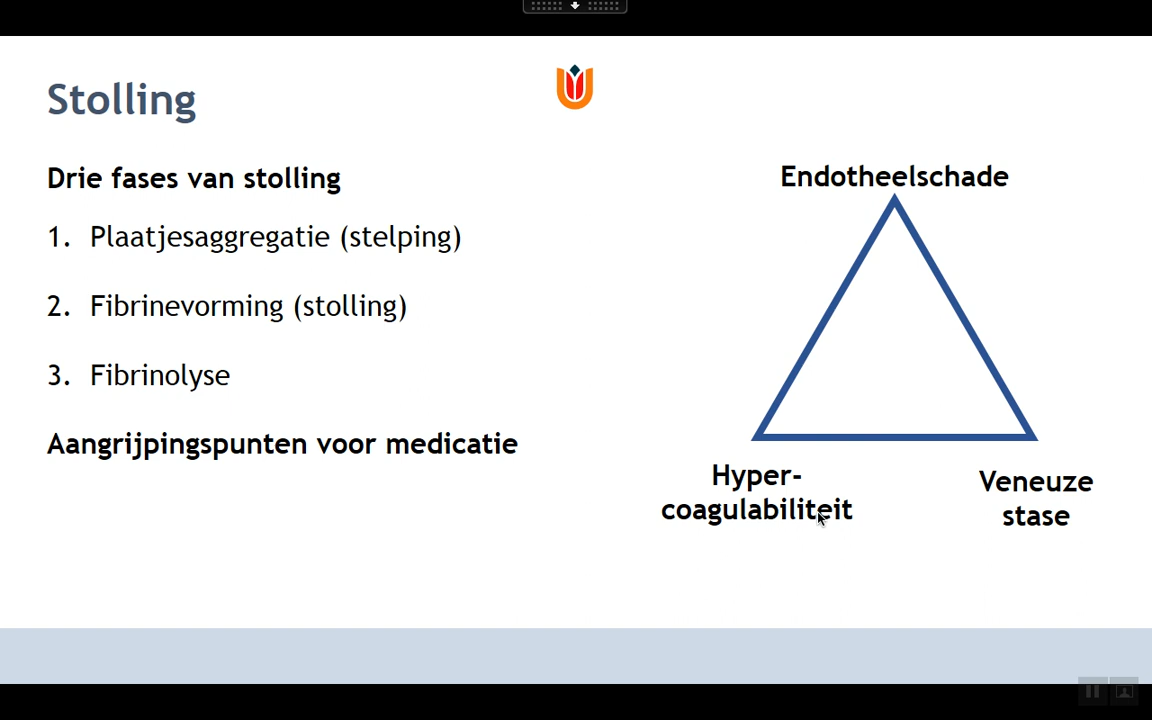 Stolling
Drie fases van stolling
1. Plaatjesaggregatie (stelping)
2. Fibrinevorming (stolling)
3. Fibrinolyse
Aangrijpingspunten voor medicatie
Endotheelschade
Hyper-
coagulabiliteit
Veneuze
stase